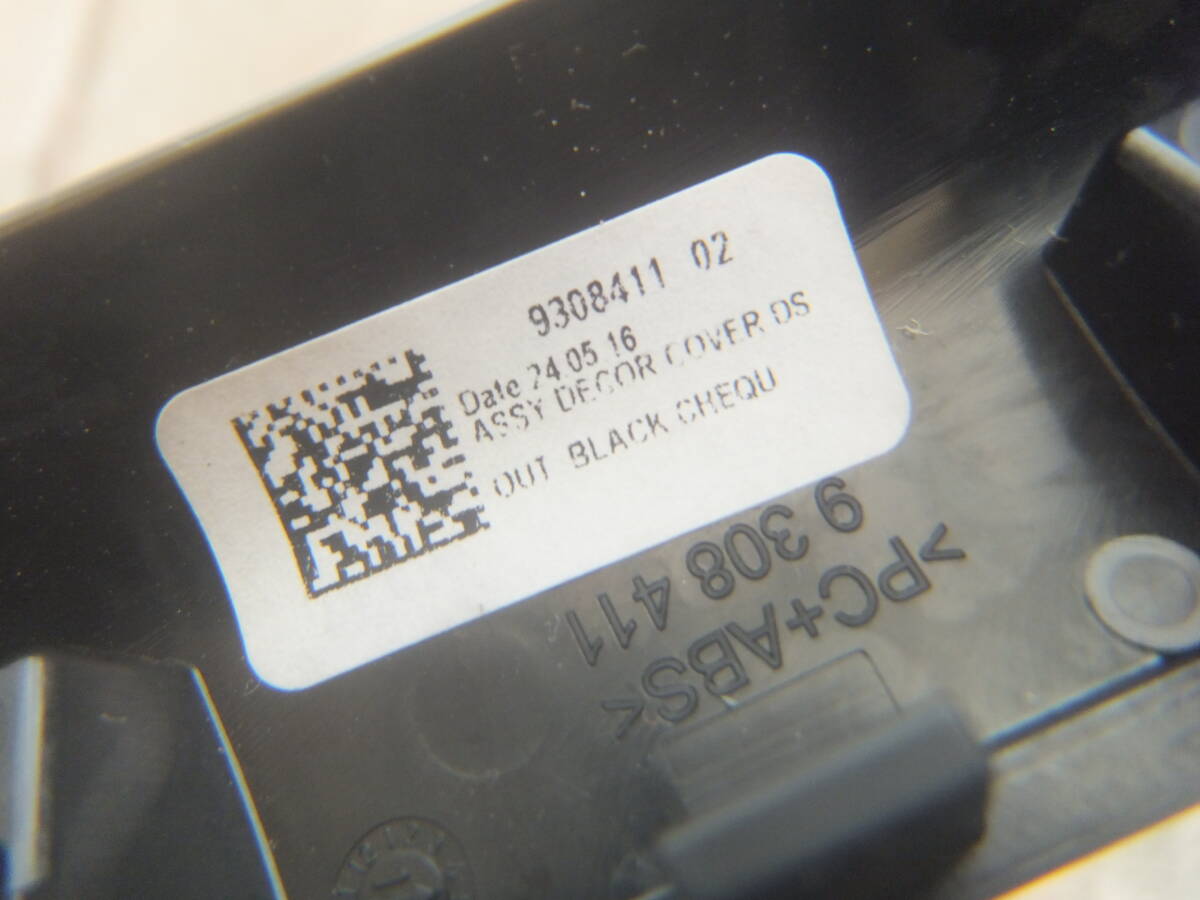 9308411 02
Date 24.05.16
ASSY DECOR COVER DS
OUT BLACK CHEQU
9 308 411
>PC+ABS<